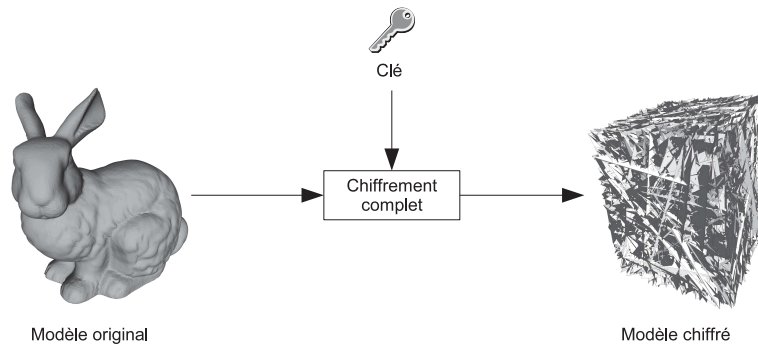 Clé
Chiffrement
complet
Modèle original
Modèle chiffré